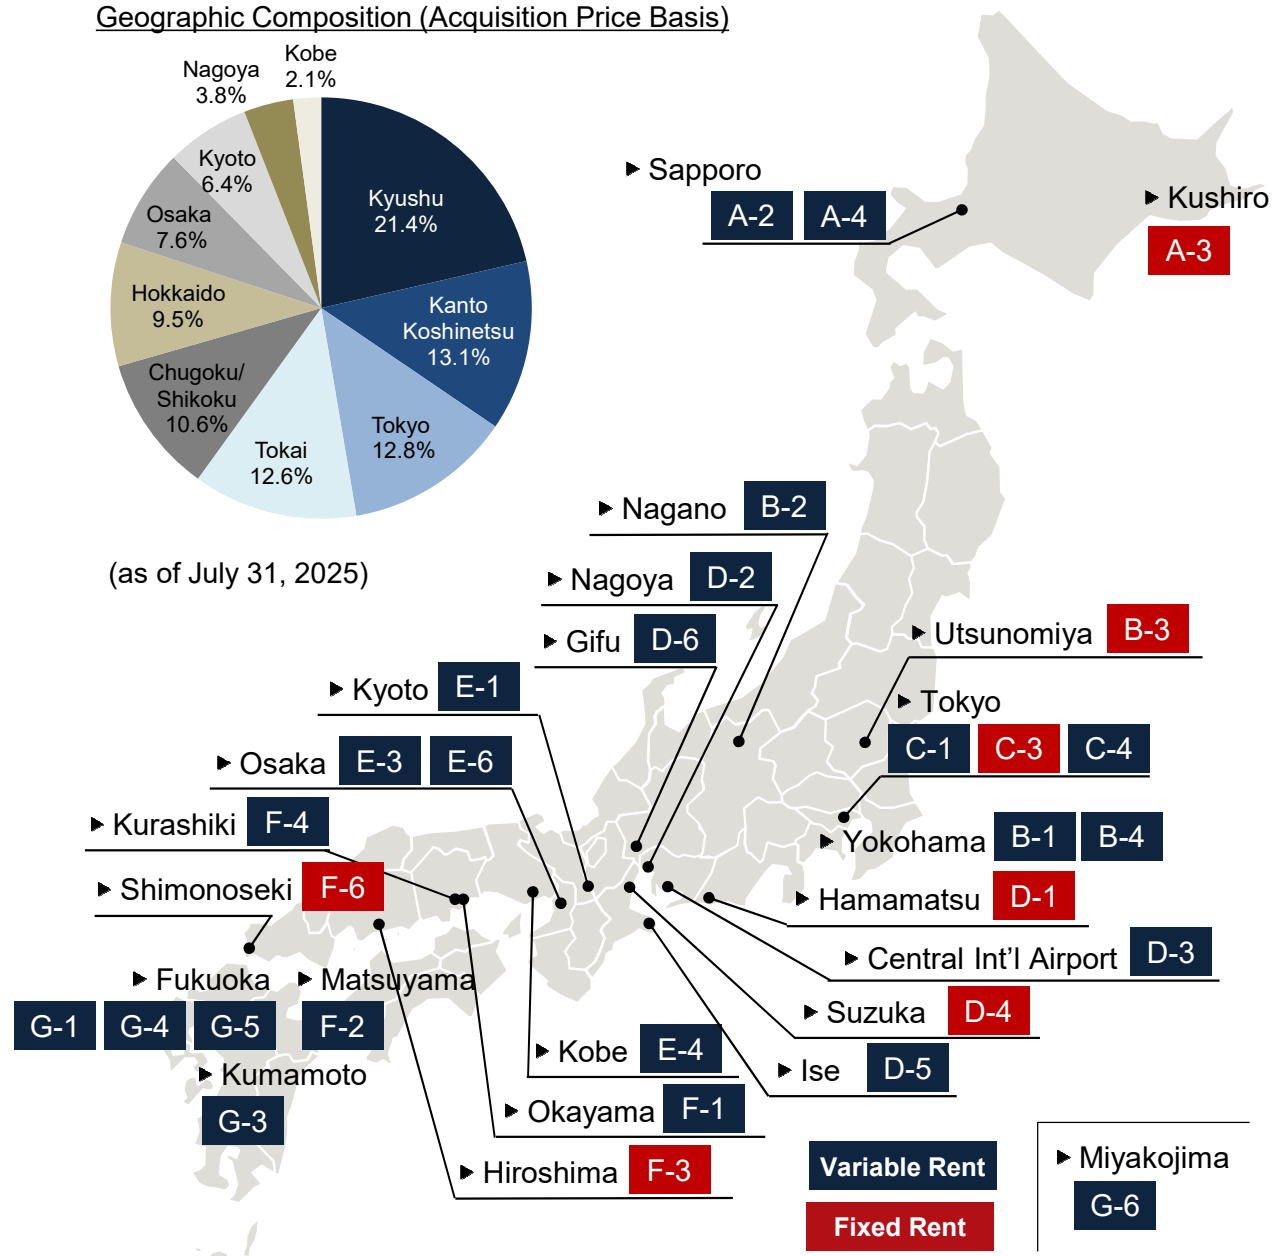 Geographic Composition (Acquisition Price Basis)
Kobe
2.1%
Nagoya
3.8%
Kyoto
6.4%
Osaka
7.6%
Hokkaido
9.5%
Chugoku/
Shikoku
10.6%
Tokai
12.6%
Tokyo
12.8%
Kanto
Koshinetsu
13.1%
Kyushu
21.4%
(as of July 31, 2025)
Sapporo
A-2 A-4
Kushiro
A-3
Nagano B-2
Nagoya D-2
Gifu D-6
Utsunomiya B-3
Kyoto E-1
Tokyo
C-1 C-3 C-4
Osaka E-3 E-6
Kurashiki F-4
Yokohama B-1 B-4
Shimonoseki F-6
Hamamatsu D-1
Central Int'l Airport D-3
Fukuoka
G-1 G-4 G-5
Matsuyama
F-2
Suzuka D-4
Kobe E-4
Ise D-5
Kumamoto
G-3
Okayama F-1
Hiroshima F-3
Variable Rent
Fixed Rent
Miyakojima
G-6